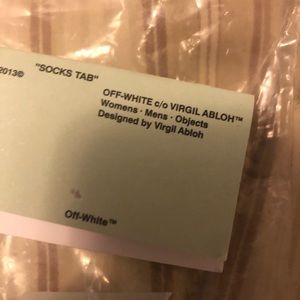 2013© "SOCKS TAB"
OFF-WHITE c/o VIRGIL ABLOH™
Womens · Mens · Objects
Designed by Virgil Abloh
Off-White™